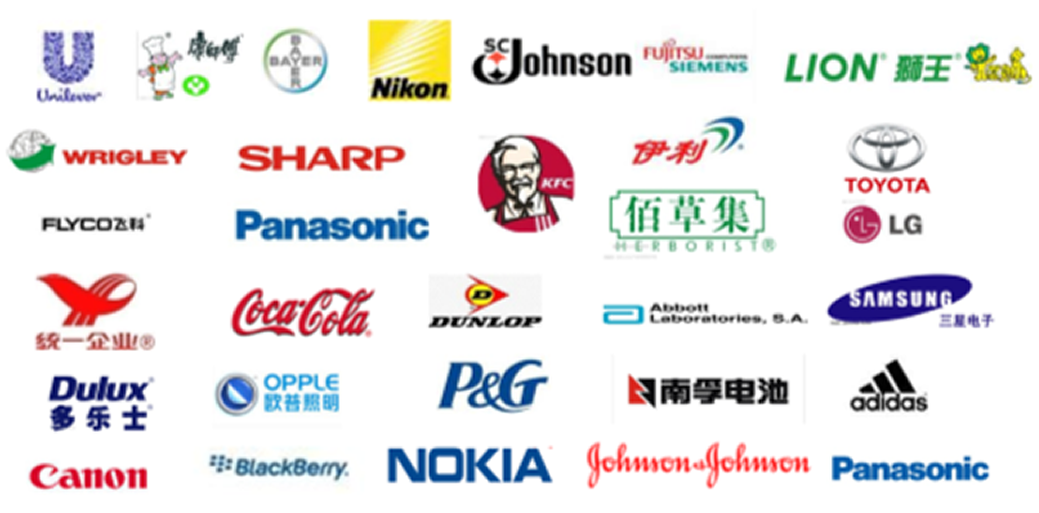 Unilever
康师傅
BAYER
BAYER
Nikon
SC Johnson
FUJITSU COMPUTERS
SIEMENS
LION® 獅王®
WRIGLEY
SHARP
KFC
伊利®
TOYOTA
FLYCO飞科®
Panasonic
佰草集
HERBORIST®
LG
统一企业®
Coca-Cola®
D
DUNLOP
Abbott
Laboratories, S.A.
SAMSUNG
三星电子
Dulux®
多乐士
OPPLE
欧普照明
P&G
南孚电池
adidas
Canon
BlackBerry.
NOKIA
Johnson&Johnson
Panasonic